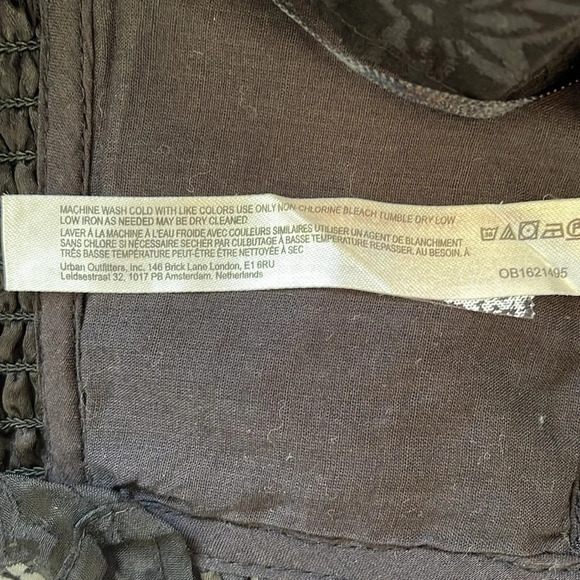 MACHINE WASH COLD WITH LIKE COLORS USE ONLY NON-CHLORINE BLEACH TUMBLE DRY LOW
LOW IRON AS NEEDED MAY BE DRY CLEANED
LAVER À LA MACHINE À L'EAU FROIDE AVEC COULEURS SIMILAIRES UTILISER UN AGENT DE BLANCHIMENT
SANS CHLORE SI NÉCESSAIRE SECHER PAR CULBUTAGE À BASSE TEMPÉRATURE REPASSER, AU BESOIN, À
TRÈS BASSE TEMPÉRATURE PEUT-ÊTRE ÊTRE NETTOYÉE À SEC
Urban Outfitters, Inc. 146 Brick Lane London, E1 6RU
Leidsestraat 32, 1017 PB Amsterdam, Netherlands
OB1621495